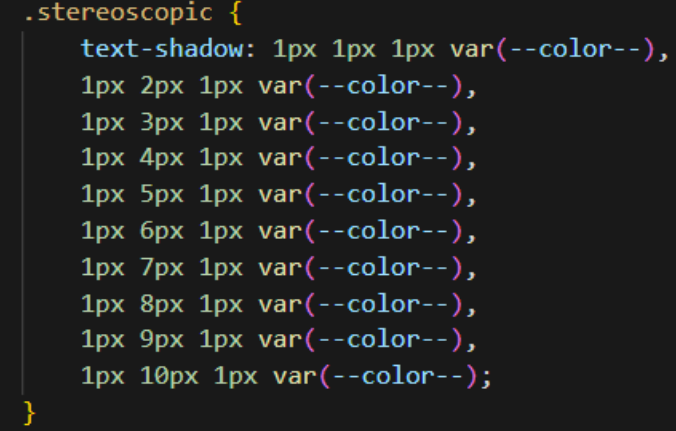 .stereoscopic {
text-shadow: 1px 1px 1px var(--color--),
1px 2px 1px var(--color--),
1px 3px 1px var(--color--),
1px 4px 1px var(--color--),
1px 5px 1px var(--color--),
1px 6px 1px var(--color--),
1px 7px 1px var(--color--),
1px 8px 1px var(--color--),
1px 9px 1px var(--color--),
1px 10px 1px var(--color--);
}